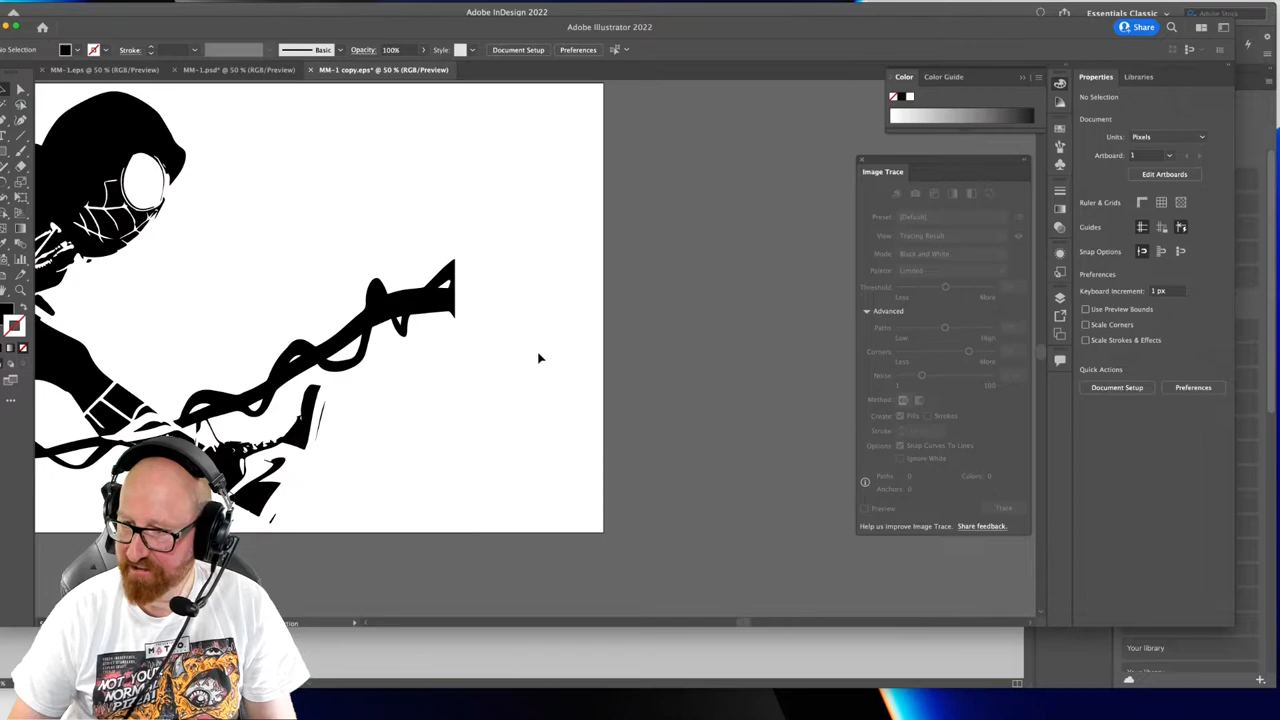 Adobe InDesign 2022
Essentials Classic
Adobe Stock
Adobe Illustrator 2022
Share
No Selection
Stroke:
Basic
Opacity: 100%
Style:
Document Setup
Preferences
MM-1.eps @ 50 % (RGB/Preview)
MM-1.psd* @ 50 % (RGB/Preview)
MM-1 copy.eps* @ 50 % (RGB/Preview)
Color
Color Guide
Properties
Libraries
No Selection
Document
Units: Pixels
Artboard: 1
Edit Artboards
Ruler & Grids
Guides
Snap Options
Preferences
Keyboard Increment: 1 px
Use Preview Bounds
Scale Corners
Scale Strokes & Effects
Quick Actions
Document Setup
Preferences
Image Trace
Preset: [Default]
View: Tracing Result
Mode: Black and White
Palette: Limited
Threshold:
Less More
Advanced
Paths:
Low High
Corners:
Less More
Noise:
1 100
Method:
Create: Fills Strokes
Stroke:
Options: Snap Curves To Lines
Ignore White
Paths: 0 Colors: 0
Anchors: 0
Preview
Trace
Help us improve Image Trace. Share feedback.
Your library
NOT YOUR
NORMAL